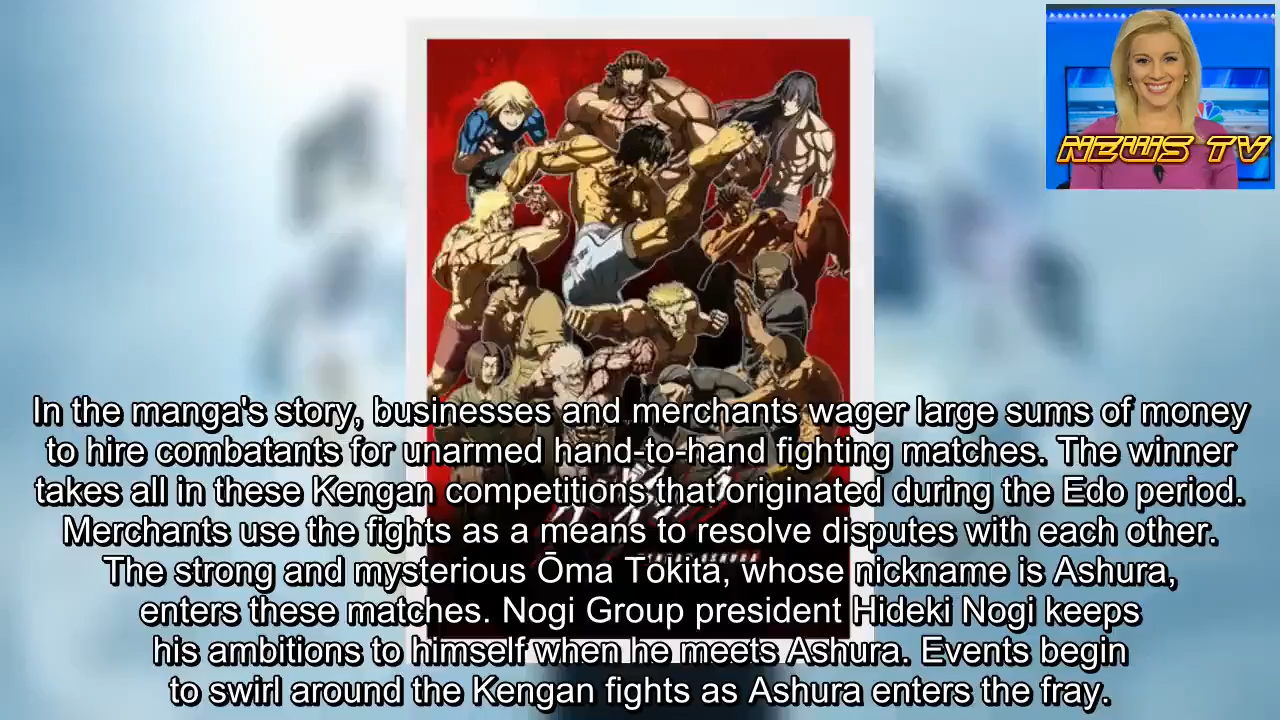 NEWS TV
In the manga's story, businesses and merchants wager large sums of money
to hire combatants for unarmed hand-to-hand fighting matches. The winner
takes all in these Kengan competitions that originated during the Edo period.
Merchants use the fights as a means to resolve disputes with each other.
The strong and mysterious Ōma Tokita, whose nickname is Ashura,
enters these matches. Nogi Group president Hideki Nogi keeps
his ambitions to himself when he meets Ashura. Events begin
to swirl around the Kengan fights as Ashura enters the fray.